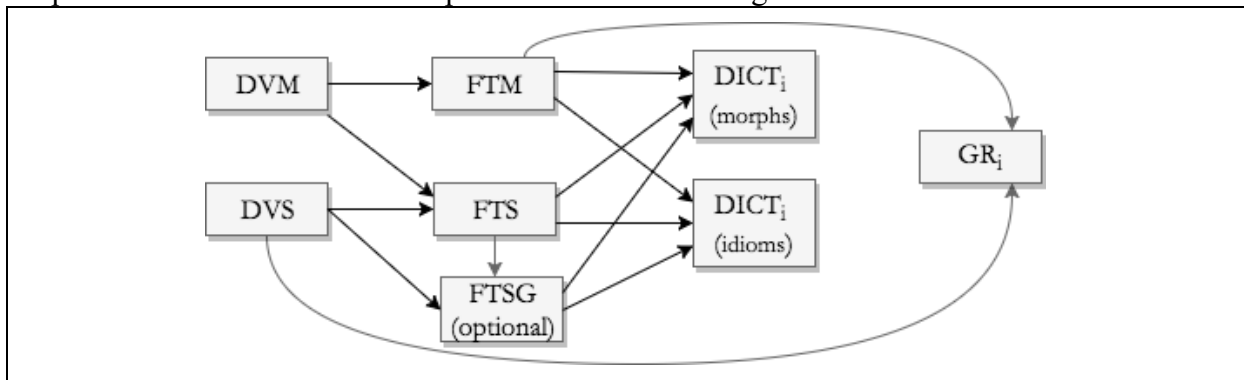 DVM
FTM
DICTi
(morphs)
GRi
DVS
FTS
DICTi
(idioms)
FTSG
(optional)